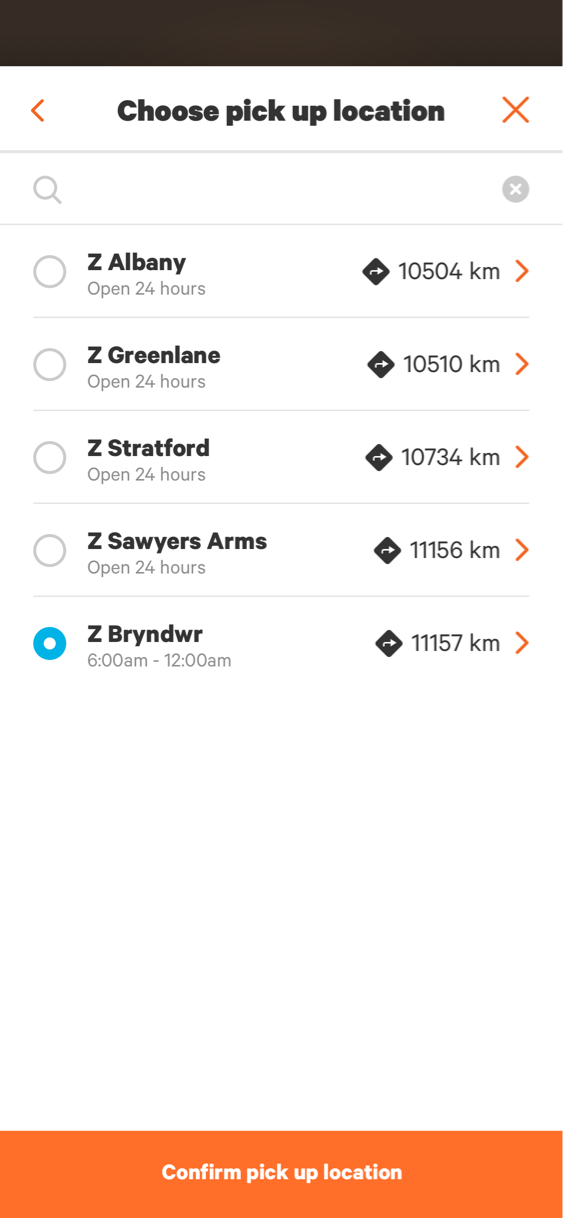 Choose pick up location
Z Albany
Open 24 hours
10504 km
Z Greenlane
Open 24 hours
10510 km
Z Stratford
Open 24 hours
10734 km
Z Sawyers Arms
Open 24 hours
11156 km
Z Bryndwr
6:00am - 12:00am
11157 km
Confirm pick up location